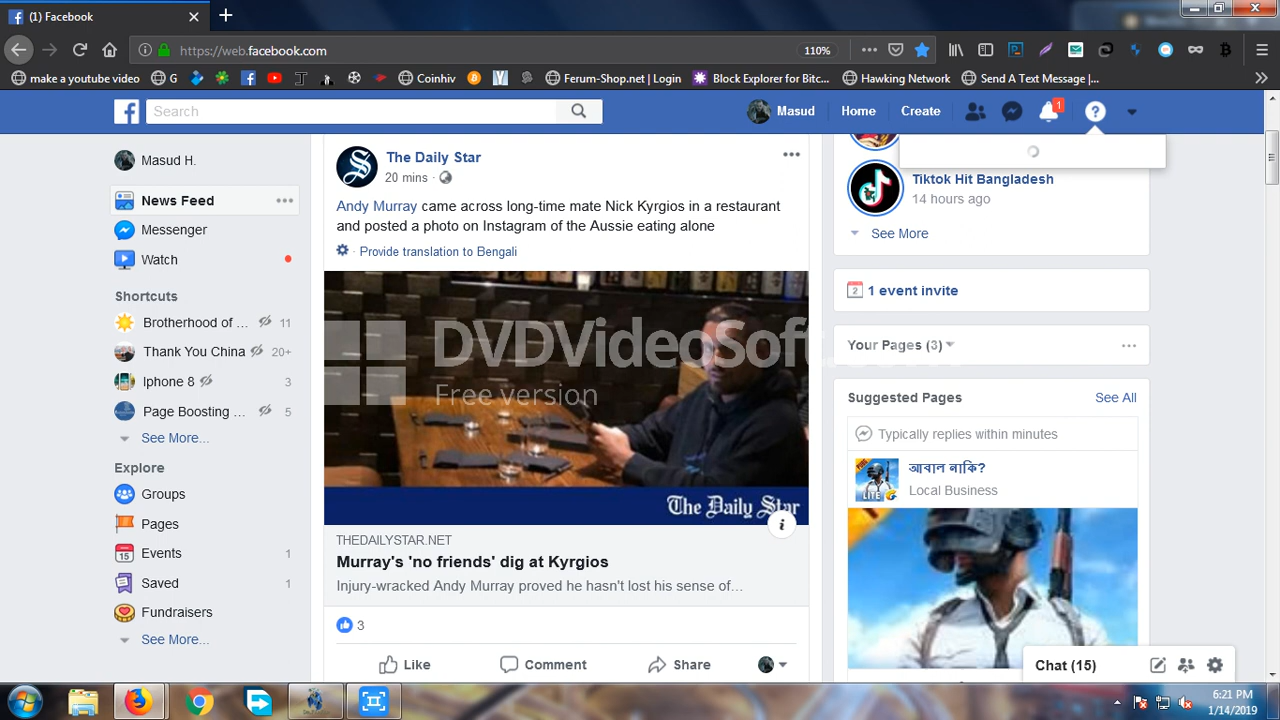 (1) Facebook
https://web.facebook.com
110%
make a youtube video
G
Coinhiv
Ferum-Shop.net | Login
Block Explorer for Bitc...
Hawking Network
Send A Text Message |...
Search
Masud
Home
Create
1
Masud H.
News Feed
Messenger
Watch
Shortcuts
Brotherhood of ...
11
Thank You China
20+
Iphone 8
3
Page Boosting ...
5
See More...
Explore
Groups
Pages
Events
1
Saved
1
Fundraisers
See More...
The Daily Star
20 mins ·
Andy Murray came across long-time mate Nick Kyrgios in a restaurant
and posted a photo on Instagram of the Aussie eating alone
· Provide translation to Bengali
DVDVideoSoft
Free version
The Daily Star
THEDAILYSTAR.NET
Murray's 'no friends' dig at Kyrgios
Injury-wracked Andy Murray proved he hasn't lost his sense of...
3
Like
Comment
Share
Tiktok Hit Bangladesh
14 hours ago
See More
2
1 event invite
Your Pages (3)
Suggested Pages
See All
Typically replies within minutes
আবাল নাকি?
LITE
Local Business
Chat (15)
6:21 PM
1/14/2019